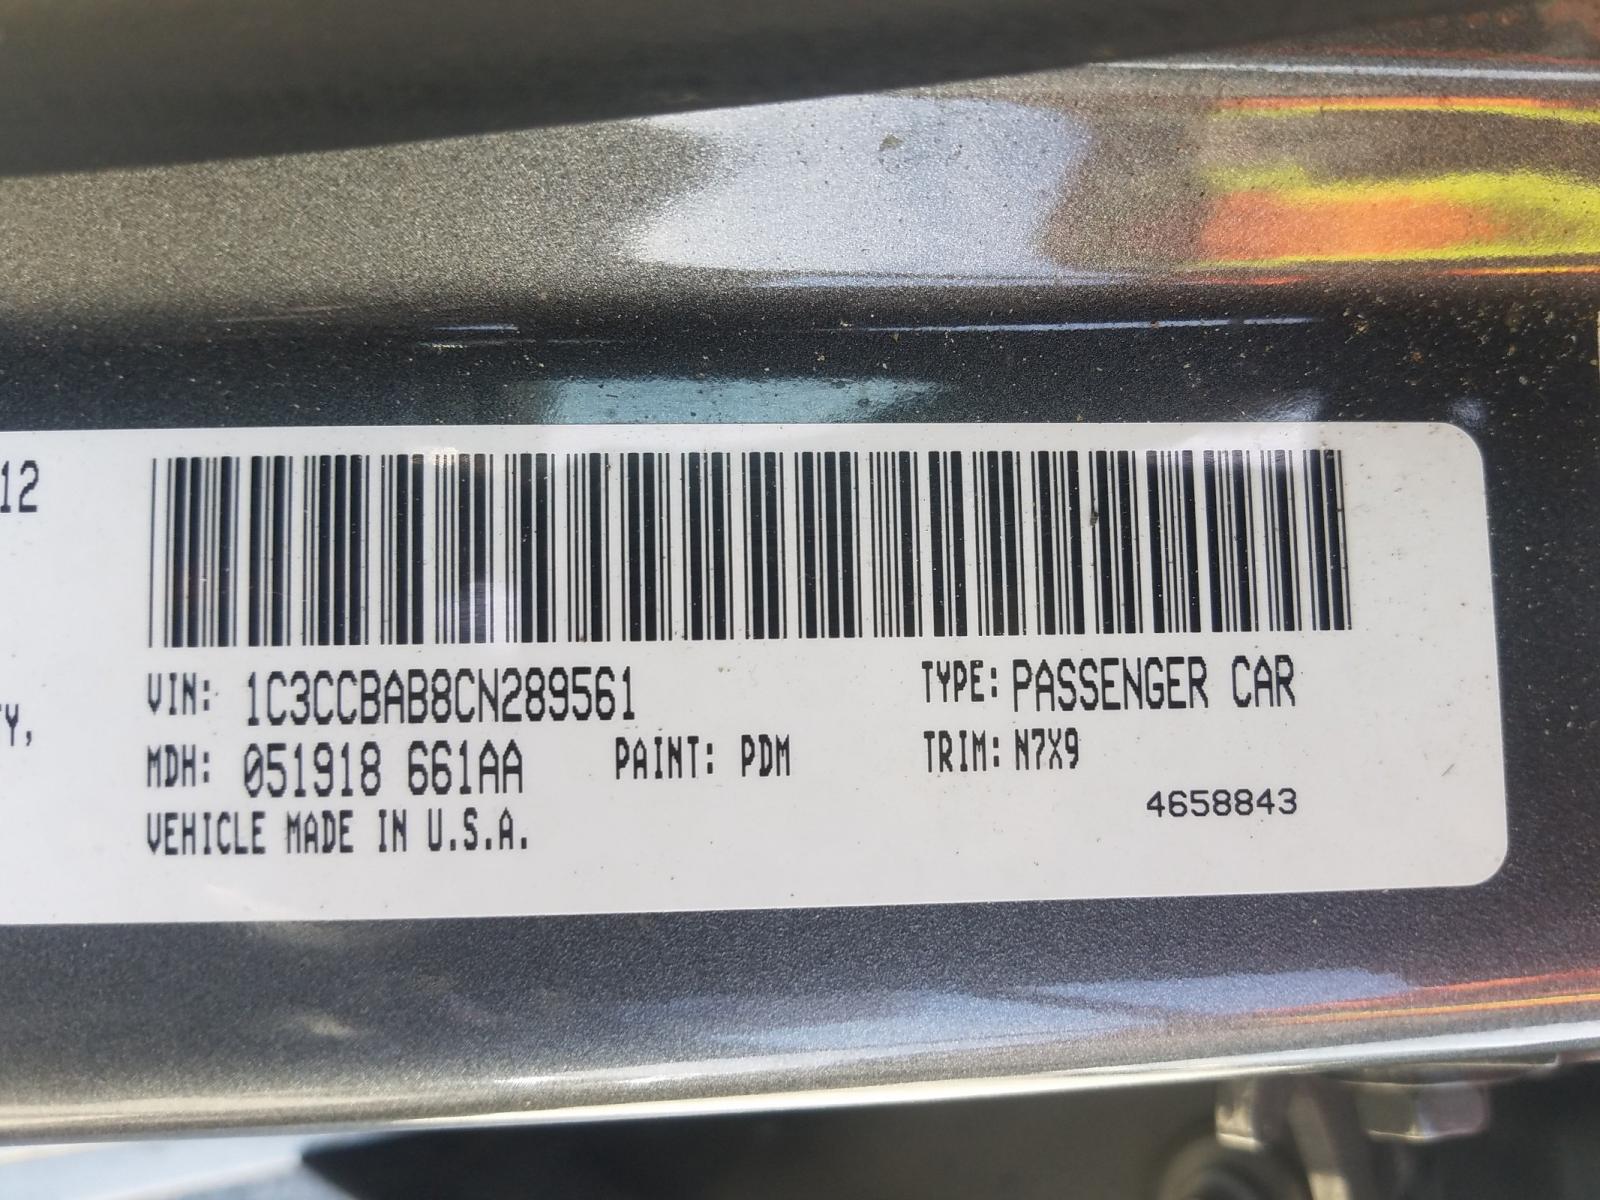 12
Y,
VIN: 1C3CCBAB8CN289561 TYPE: PASSENGER CAR
MDH: 051918 661AA PAINT: PDM TRIM: N7X9
4658843
VEHICLE MADE IN U.S.A.